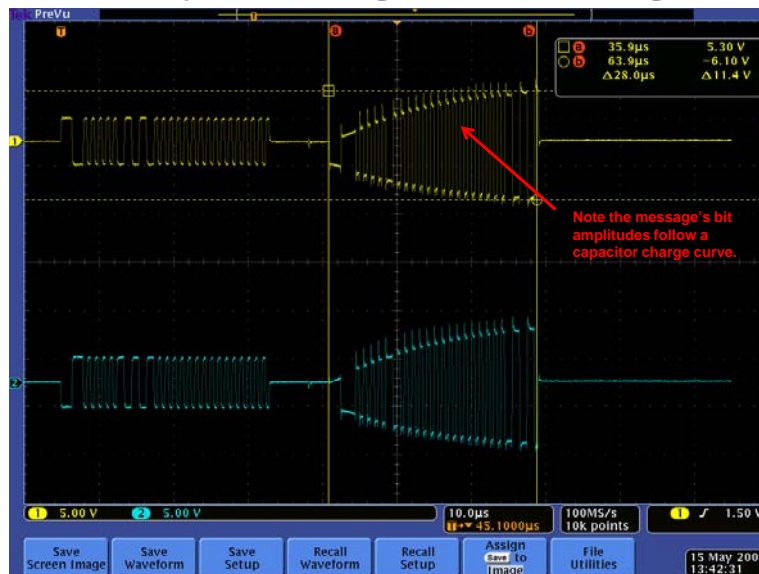 Tek PreVu
T
a
b
a 35.9µs 5.30 V
b 63.9µs −6.10 V
Δ28.0µs Δ11.4 V
1
Note the message's bit
amplitudes follow a
capacitor charge curve.
2
1 5.00 V 2 5.00 V
10.0µs
T→▼ 45.1000µs
100MS/s
10k points
1 ʃ 1.50 V
Save
Screen Image
Save
Waveform
Save
Setup
Recall
Waveform
Recall
Setup
Assign
Save to
Image
File
Utilities
15 May 200
13:42:31